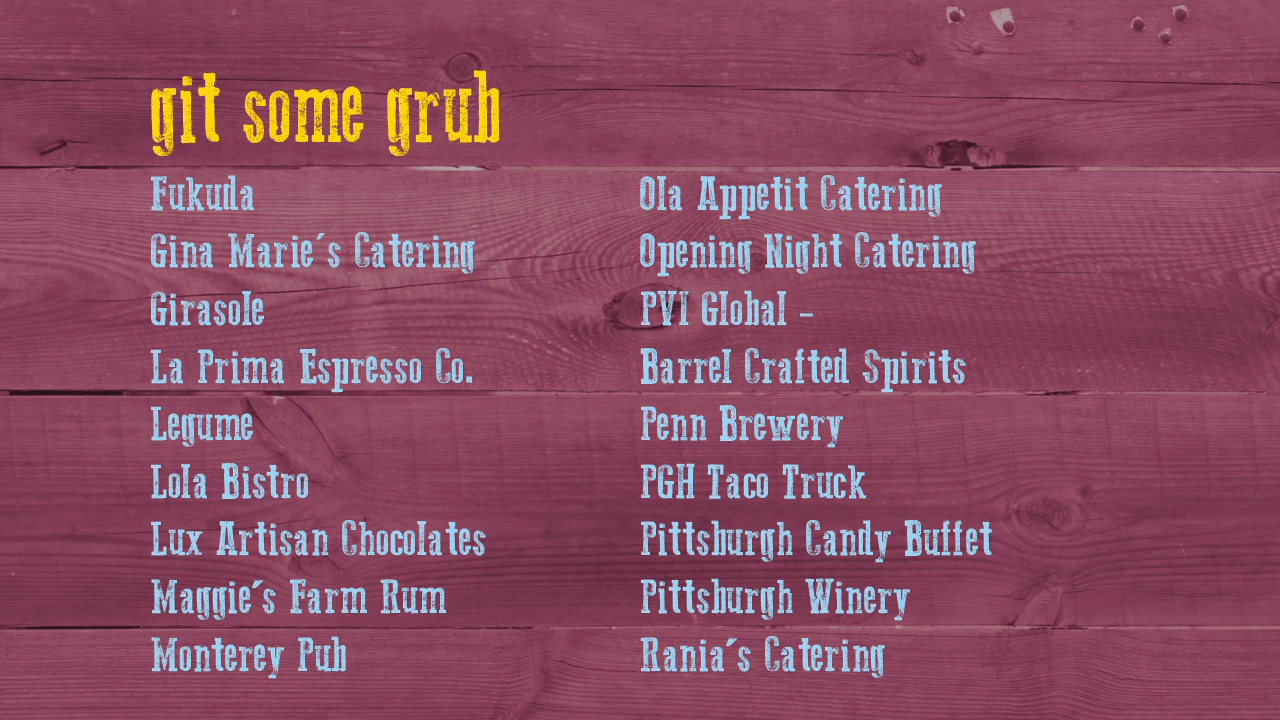 git some grub
Fukuda
Gina Marie's Catering
Girasole
La Prima Espresso Co.
Legume
Lola Bistro
Lux Artisan Chocolates
Maggie's Farm Rum
Monterey Pub
Ola Appetit Catering
Opening Night Catering
PVI Global –
Barrel Crafted Spirits
Penn Brewery
PGH Taco Truck
Pittsburgh Candy Buffet
Pittsburgh Winery
Rania's Catering